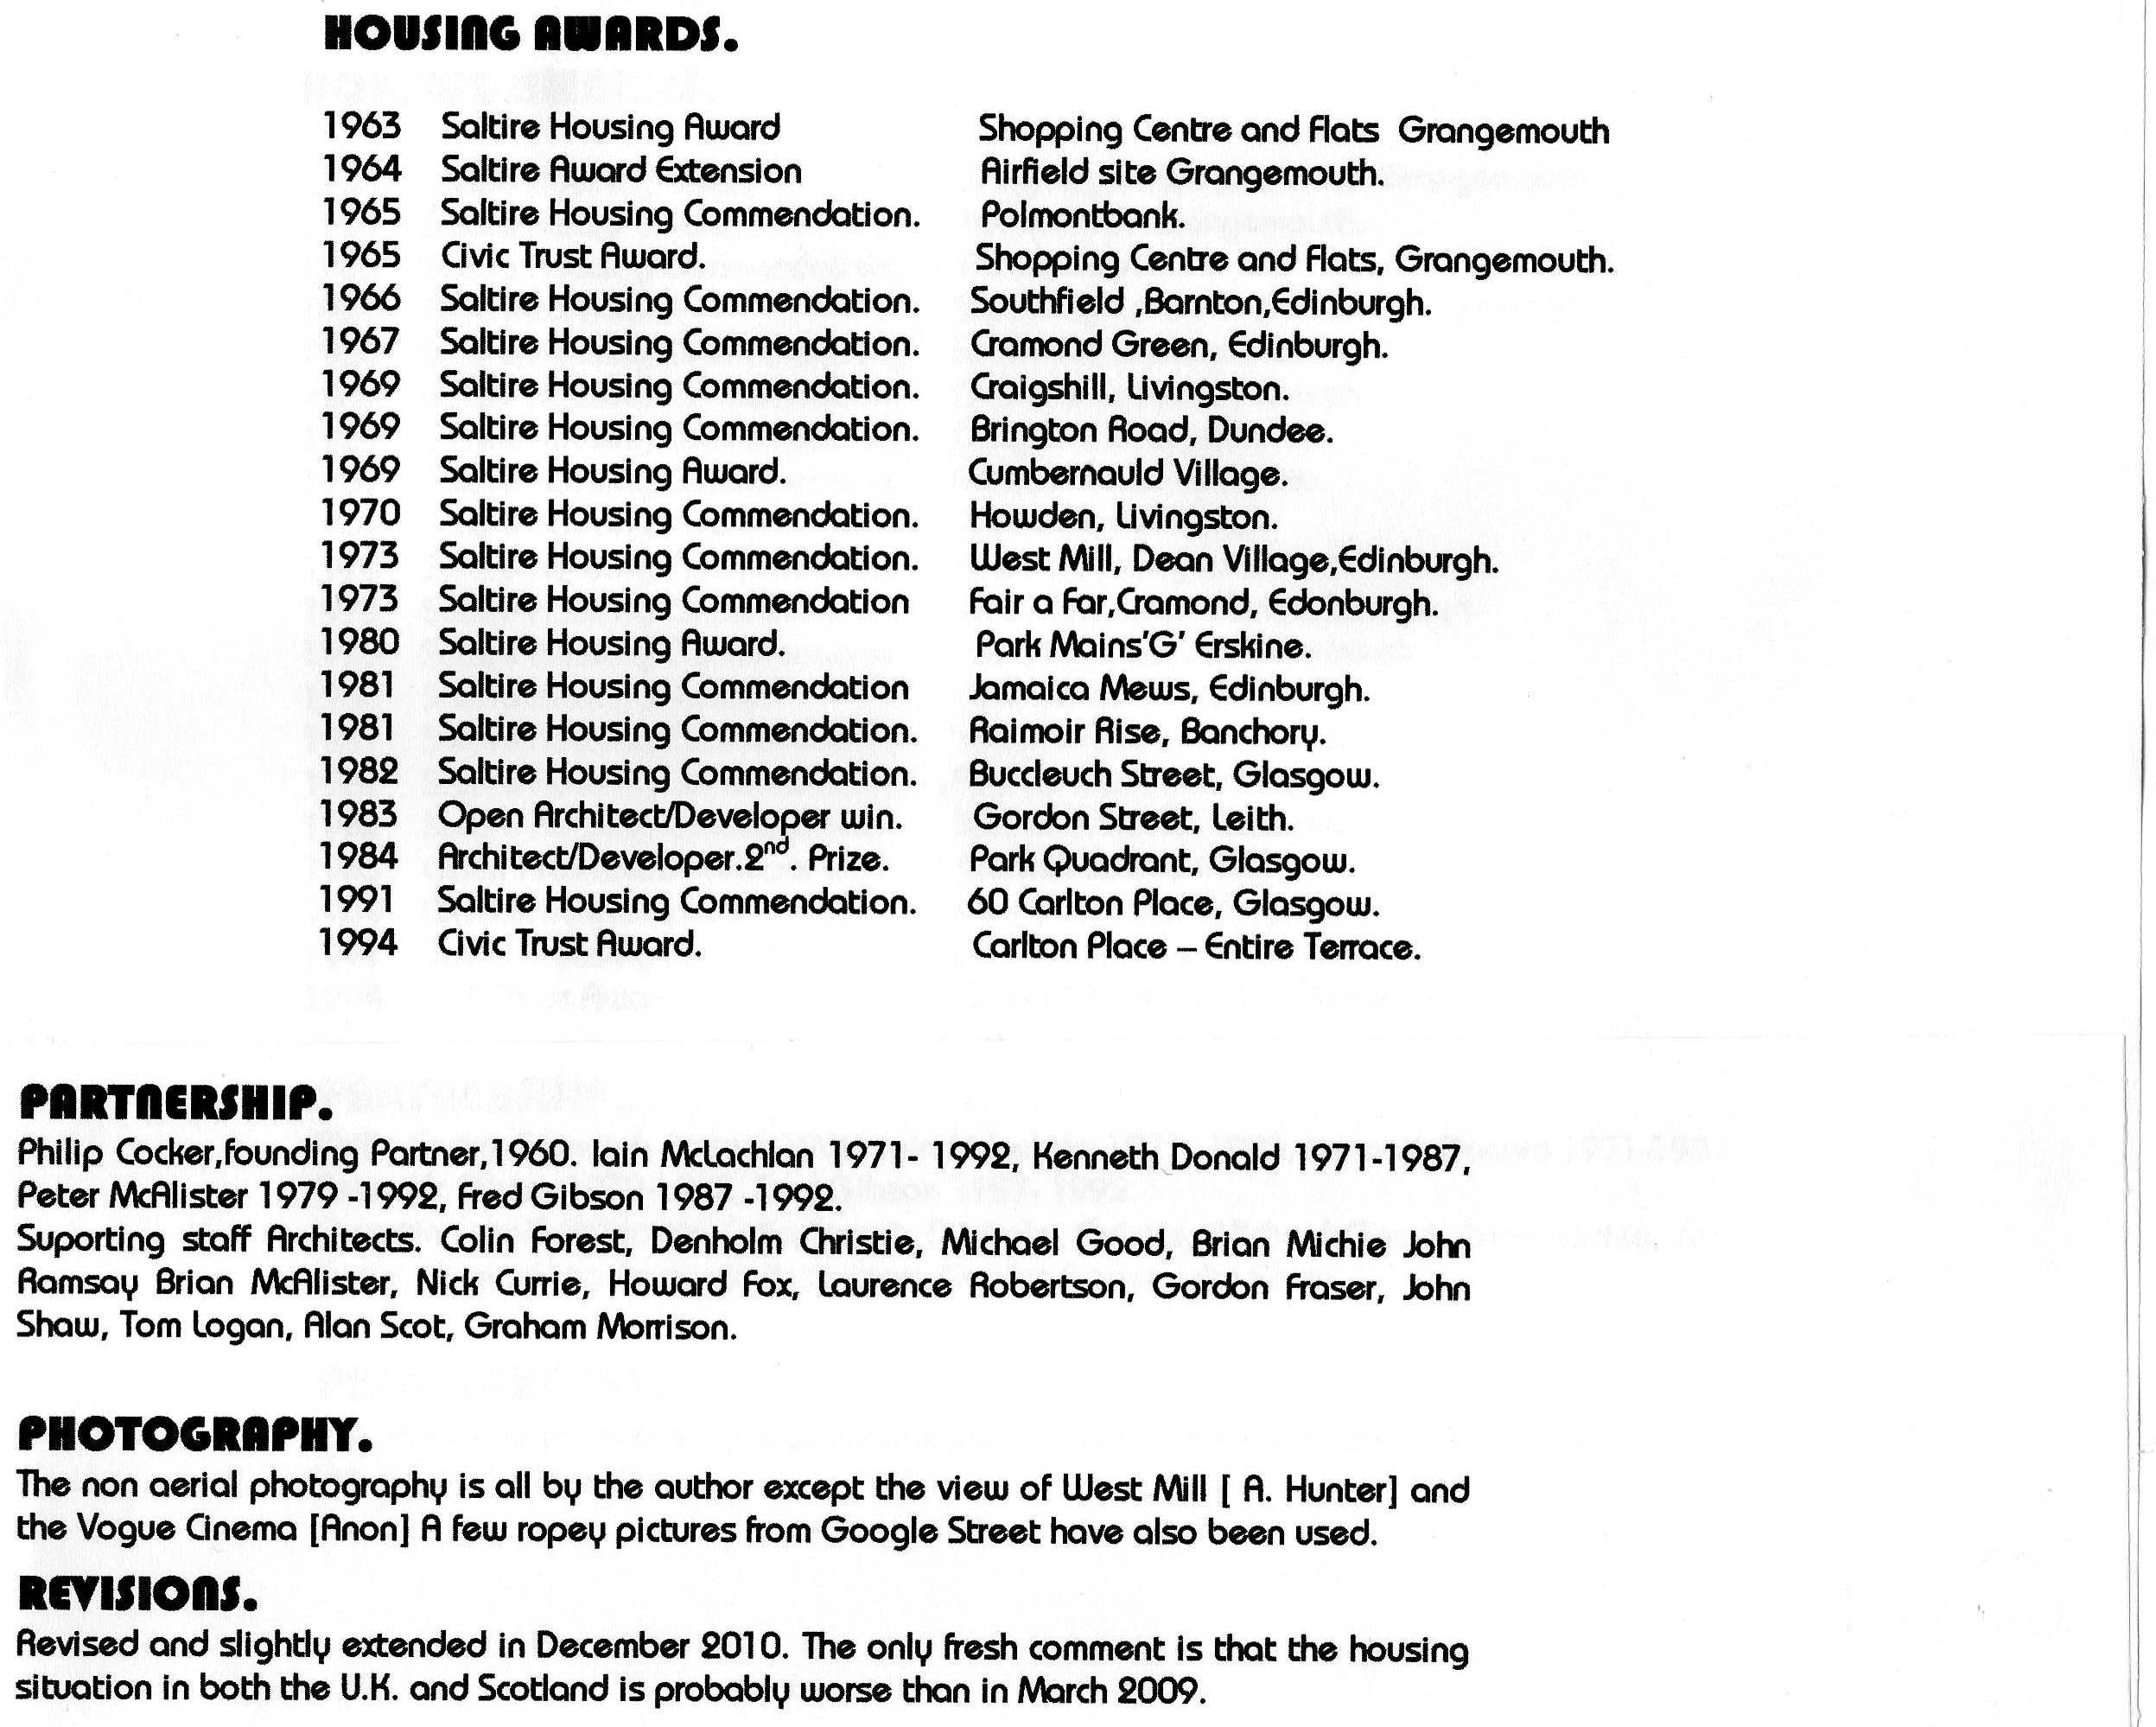 HOUSING AWARDS.
1963 Saltire Housing Award Shopping Centre and Flats Grangemouth
1964 Saltire Award Extension Airfield site Grangemouth.
1965 Saltire Housing Commendation. Polmontbank.
1965 Civic Trust Award. Shopping Centre and Flats, Grangemouth.
1966 Saltire Housing Commendation. Southfield ,Barnton,Edinburgh.
1967 Saltire Housing Commendation. Cramond Green, Edinburgh.
1969 Saltire Housing Commendation. Craigshill, Livingston.
1969 Saltire Housing Commendation. Brington Road, Dundee.
1969 Saltire Housing Award. Cumbernauld Village.
1970 Saltire Housing Commendation. Howden, Livingston.
1973 Saltire Housing Commendation. West Mill, Dean Village,Edinburgh.
1973 Saltire Housing Commendation Fair a Far,Cramond, Edonburgh.
1980 Saltire Housing Award. Park Mains'G' Erskine.
1981 Saltire Housing Commendation Jamaica Mews, Edinburgh.
1981 Saltire Housing Commendation. Raimoir Rise, Banchory.
1982 Saltire Housing Commendation. Buccleuch Street, Glasgow.
1983 Open Architect/Developer win. Gordon Street, Leith.
1984 Architect/Developer.2nd. Prize. Park Quadrant, Glasgow.
1991 Saltire Housing Commendation. 60 Carlton Place, Glasgow.
1994 Civic Trust Award. Carlton Place – Entire Terrace.
PARTNERSHIP.
Philip Cocker,founding Partner,1960. Iain McLachlan 1971- 1992, Kenneth Donald 1971-1987,
Peter McAlister 1979 -1992, Fred Gibson 1987 -1992.
Suporting staff Architects. Colin Forest, Denholm Christie, Michael Good, Brian Michie John
Ramsay Brian McAlister, Nick Currie, Howard Fox, Laurence Robertson, Gordon Fraser, John
Shaw, Tom Logan, Alan Scot, Graham Morrison.
PHOTOGRAPHY.
The non aerial photography is all by the author except the view of West Mill [ A. Hunter] and
the Vogue Cinema [Anon] A few ropey pictures from Google Street have also been used.
REVISIONS.
Revised and slightly extended in December 2010. The only fresh comment is that the housing
situation in both the U.K. and Scotland is probably worse than in March 2009.